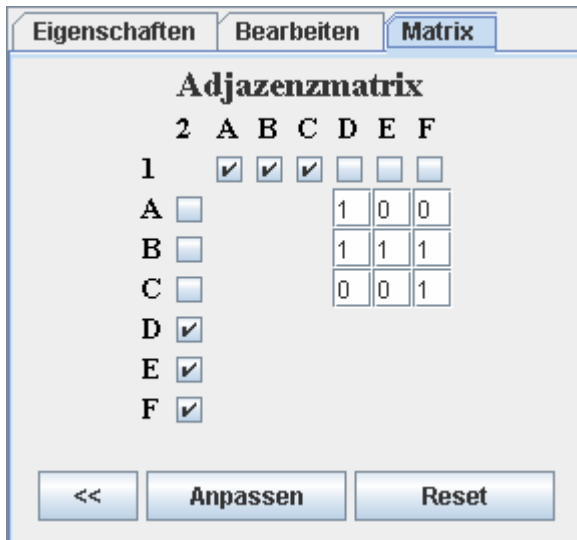 Eigenschaften Bearbeiten Matrix
Adjazenzmatrix
2 A B C D E F
1
A 1 0 0
B 1 1 1
C 0 0 1
D
E
F
<< Anpassen Reset